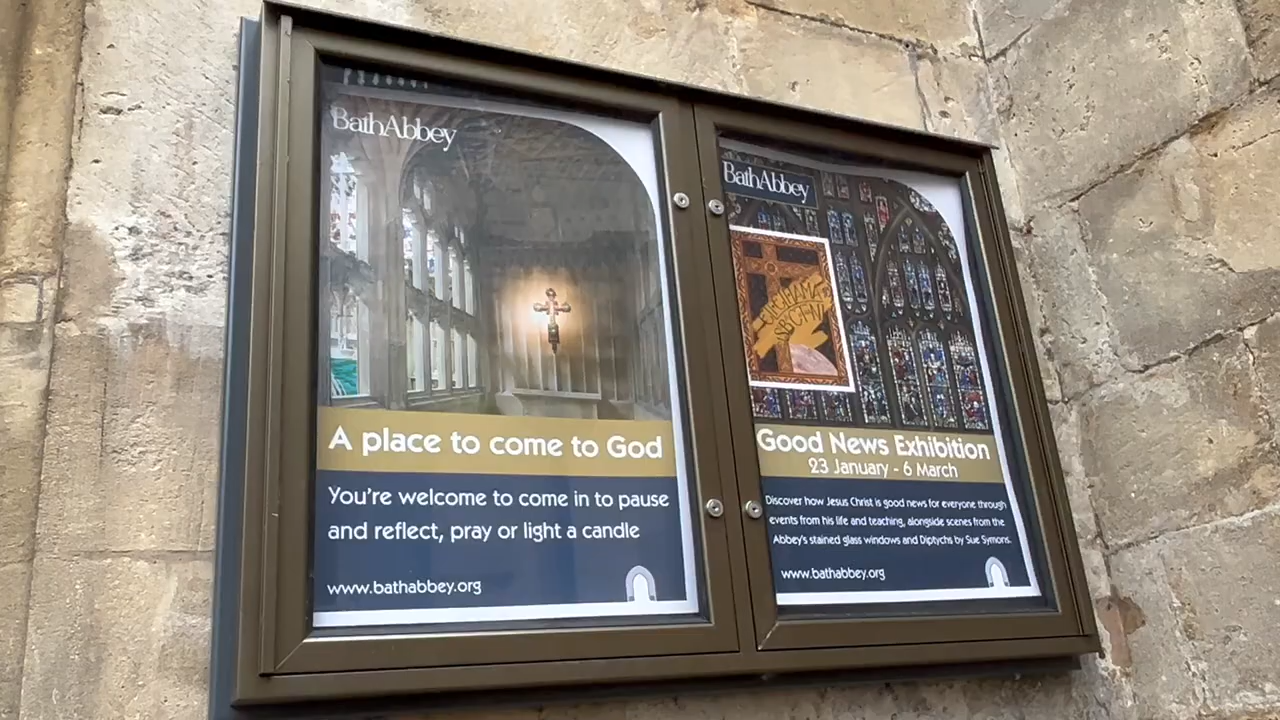 BathAbbey
A place to come to God
You're welcome to come in to pause
and reflect, pray or light a candle
www.bathabbey.org
BathAbbey
Good News Exhibition
23 January - 6 March
Discover how Jesus Christ is good news for everyone through
events from his life and teaching, alongside scenes from the
Abbey's stained glass windows and Diptychs by Sue Symons.
www.bathabbey.org